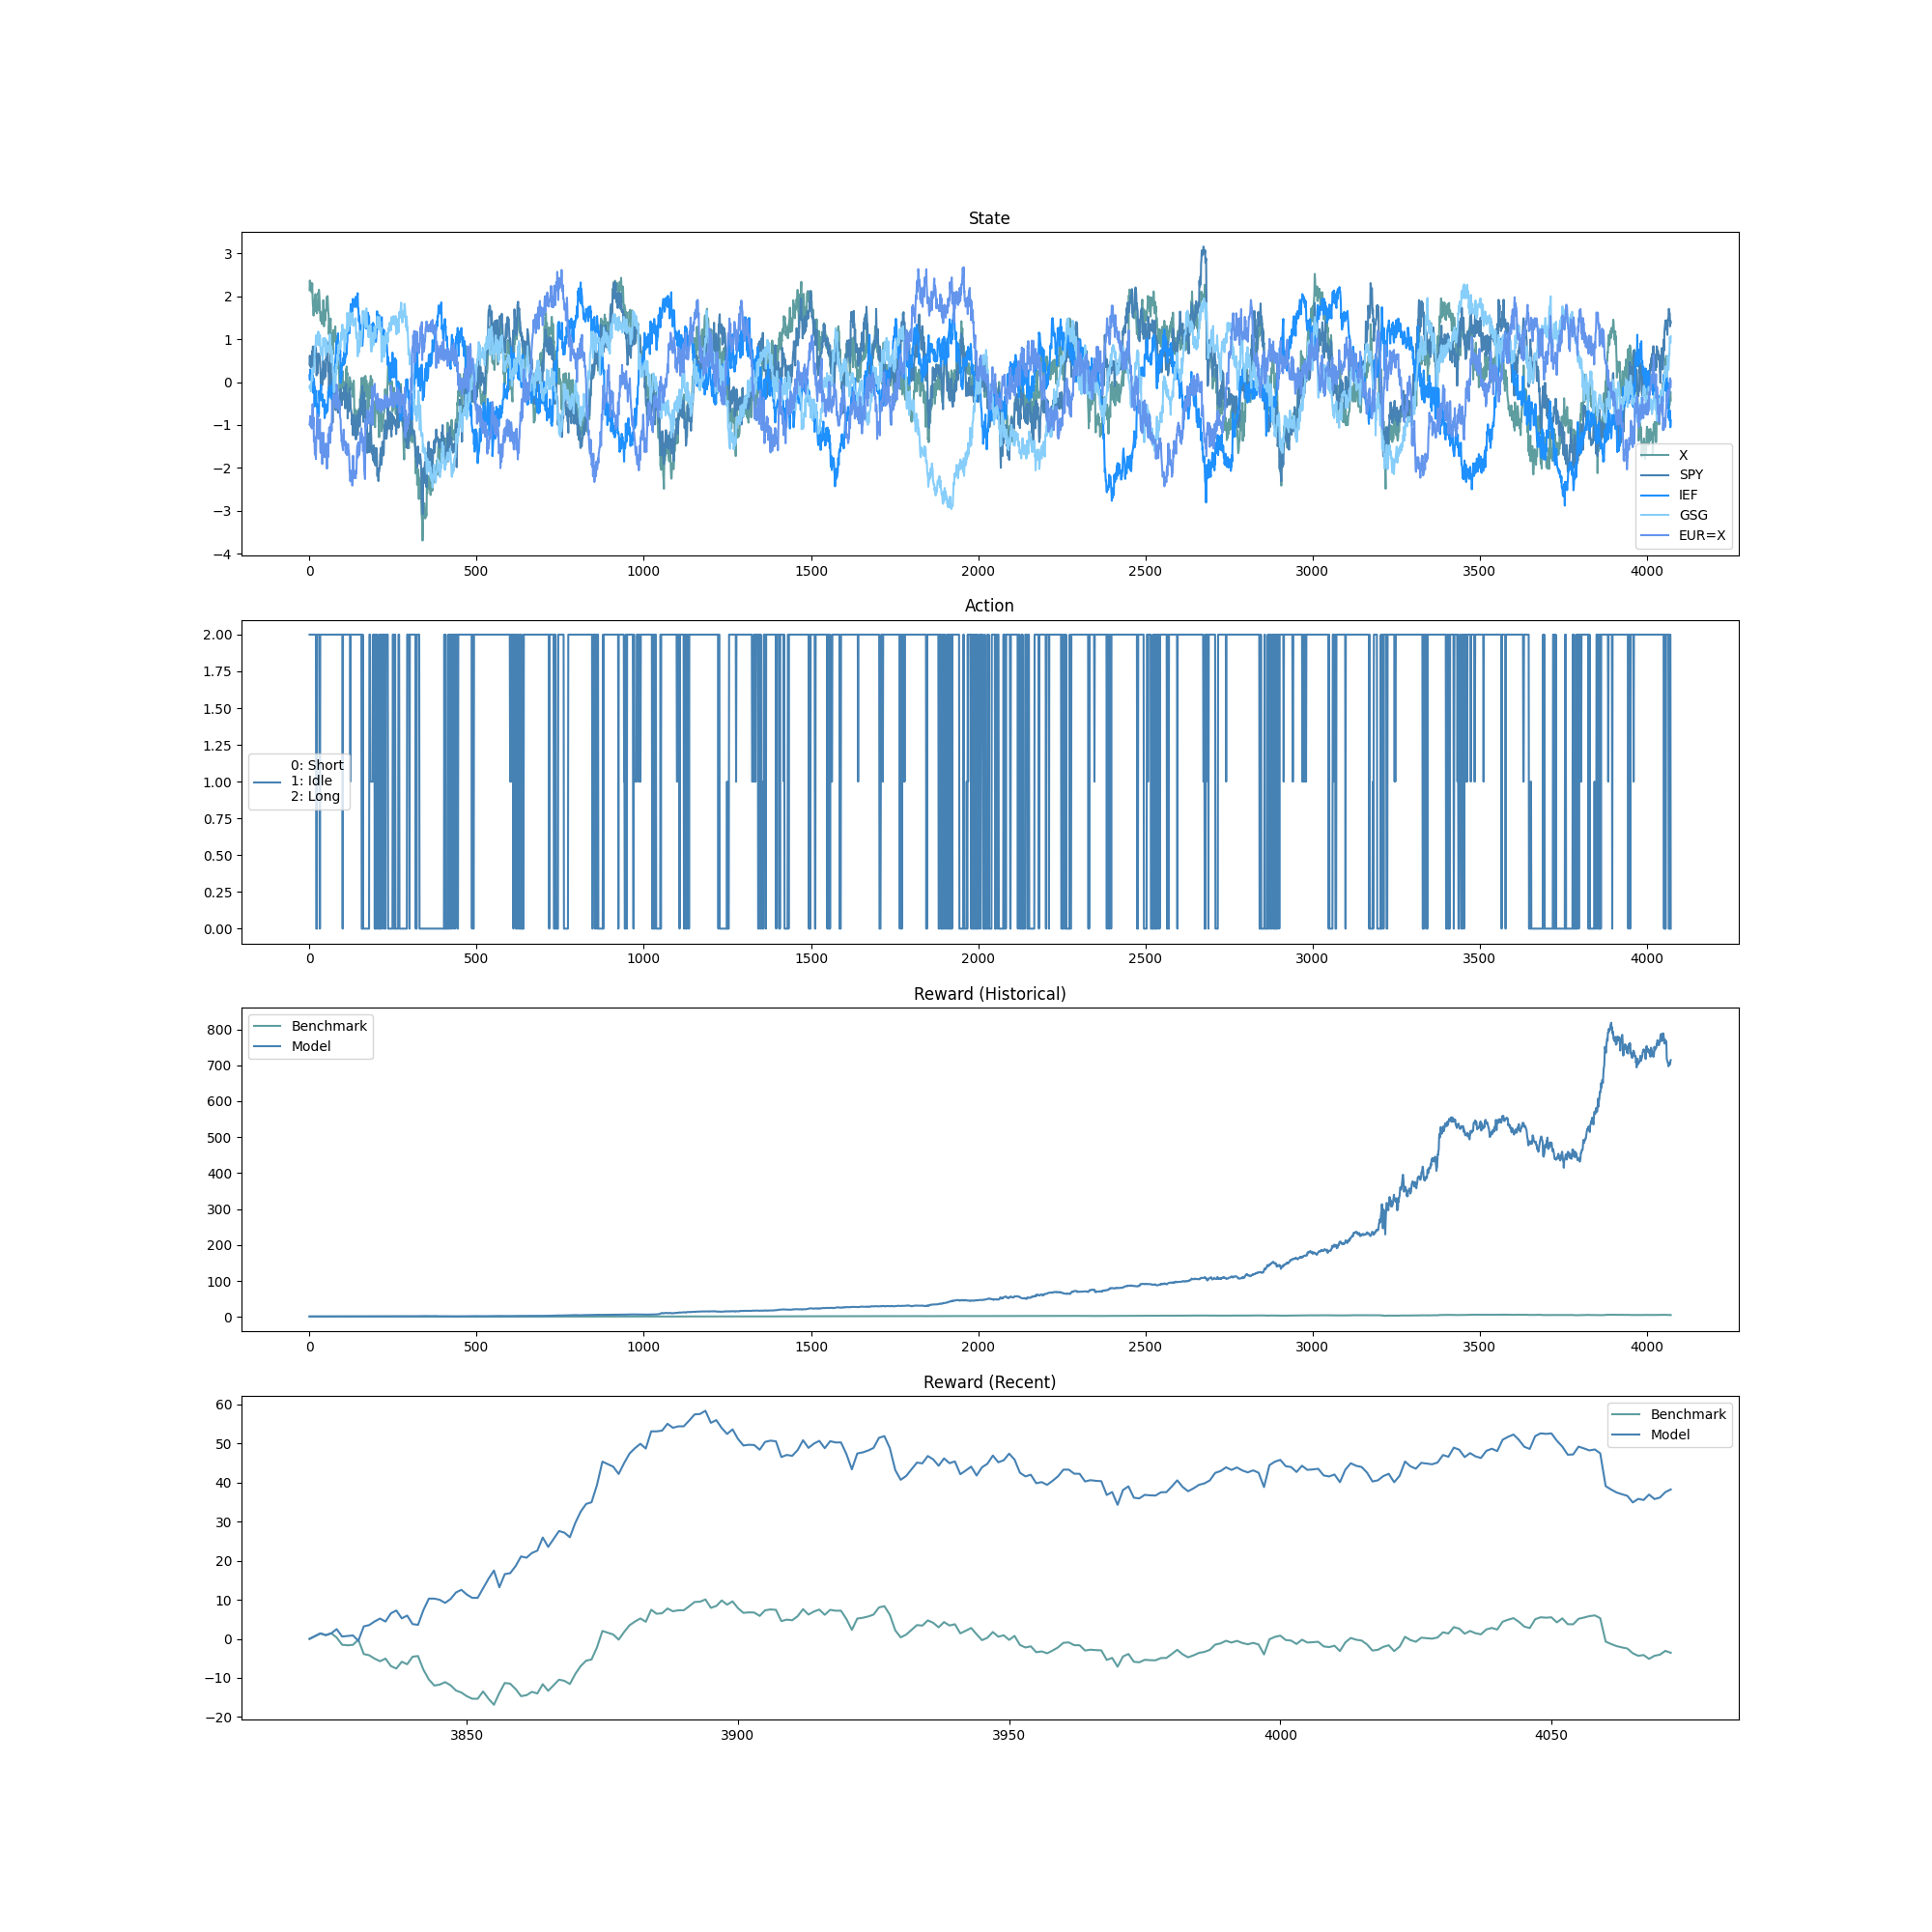 State
3
2
1
0
−1
−2
−3
−4
X
SPY
IEF
GSG
EUR=X
0 500 1000 1500 2000 2500 3000 3500 4000
Action
2.00
1.75
1.50
1.25
1.00
0.75
0.50
0.25
0.00
0: Short
1: Idle
2: Long
0 500 1000 1500 2000 2500 3000 3500 4000
Reward (Historical)
800
700
600
500
400
300
200
100
0
Benchmark
Model
0 500 1000 1500 2000 2500 3000 3500 4000
Reward (Recent)
60
50
40
30
20
10
0
−10
−20
Benchmark
Model
3850 3900 3950 4000 4050